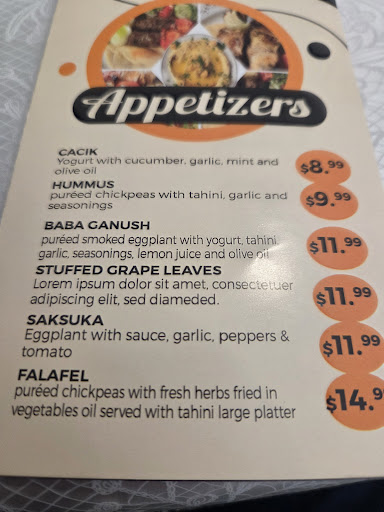 Appetizers
CACIK
Yogurt with cucumber, garlic, mint and
olive oil
$8.99
HUMMUS
puréed chickpeas with tahini, garlic and
seasonings
$9.99
BABA GANUSH
puréed smoked eggplant with yogurt, tahini,
garlic, seasonings, lemon juice and olive oil
$11.99
STUFFED GRAPE LEAVES
Lorem ipsum dolor sit amet, consectetuer
adipiscing elit, sed diameded.
$11.99
SAKSUKA
Eggplant with sauce, garlic, peppers &
tomato
$11.99
FALAFEL
puréed chickpeas with fresh herbs fried in
vegetables oil served with tahini large platter
$14.9